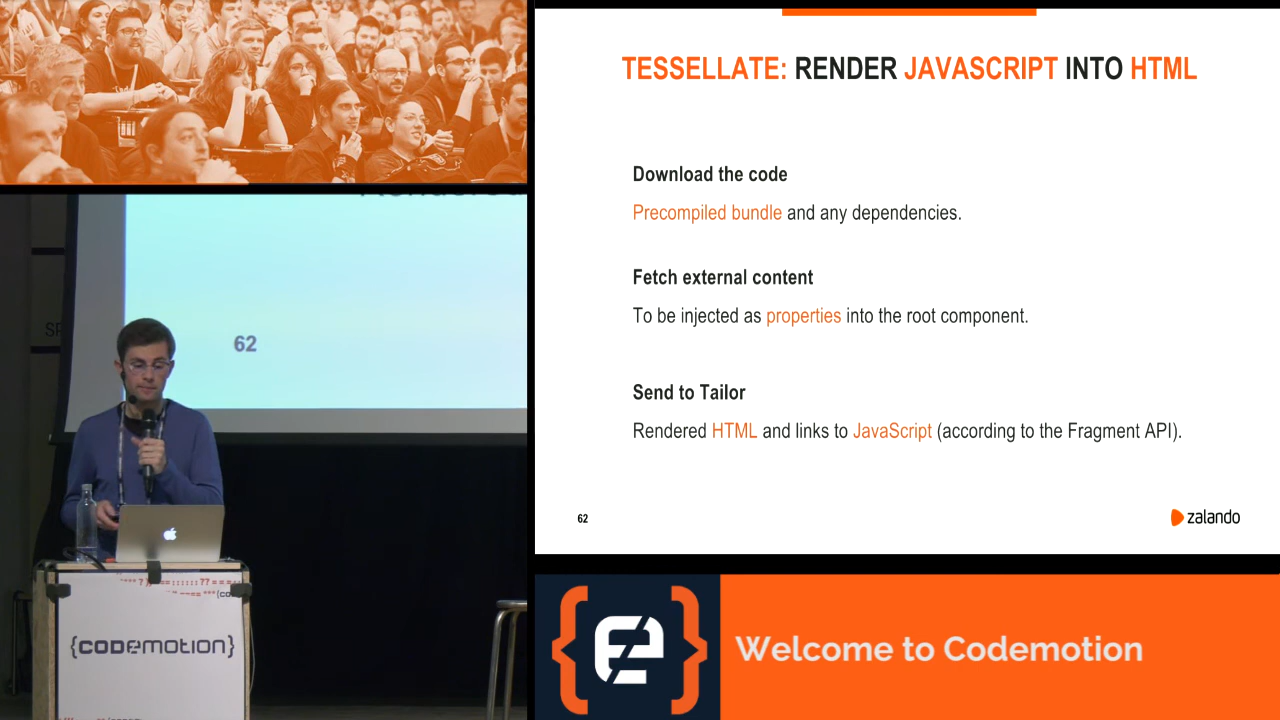 TESSELLATE: RENDER JAVASCRIPT INTO HTML
Download the code
Precompiled bundle and any dependencies.
Fetch external content
To be injected as properties into the root component.
Send to Tailor
Rendered HTML and links to JavaScript (according to the Fragment API).
62
zalando
62
{CODEMOTION}
Welcome to Codemotion